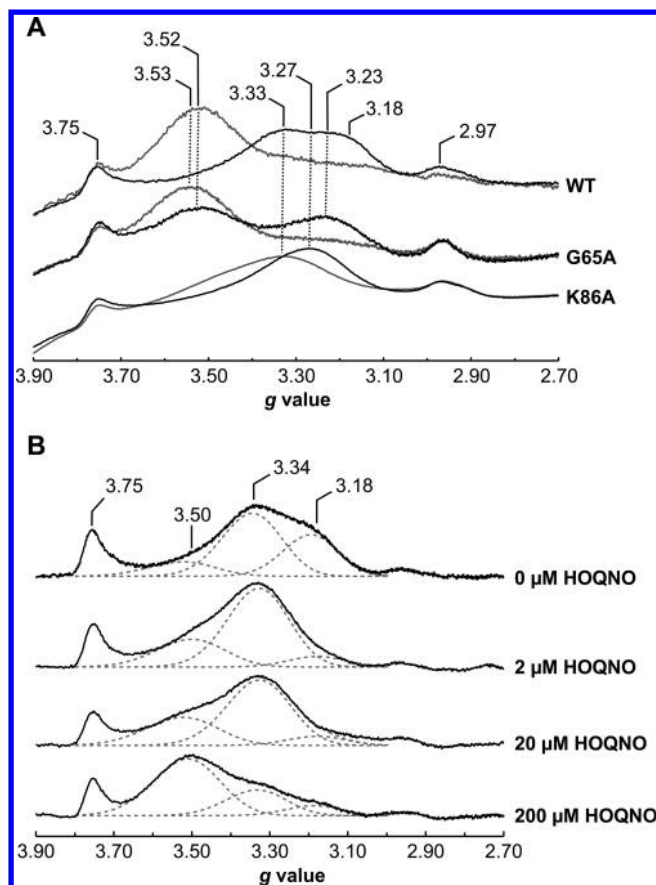 A
3.52
3.53
3.27
3.23
3.33
3.18
3.75
2.97
WT
G65A
K86A
3.90 3.70 3.50 3.30 3.10 2.90 2.70
g value
B
3.34
3.75
3.18
3.50
0 µM HOQNO
2 µM HOQNO
20 µM HOQNO
200 µM HOQNO
3.90 3.70 3.50 3.30 3.10 2.90 2.70
g value